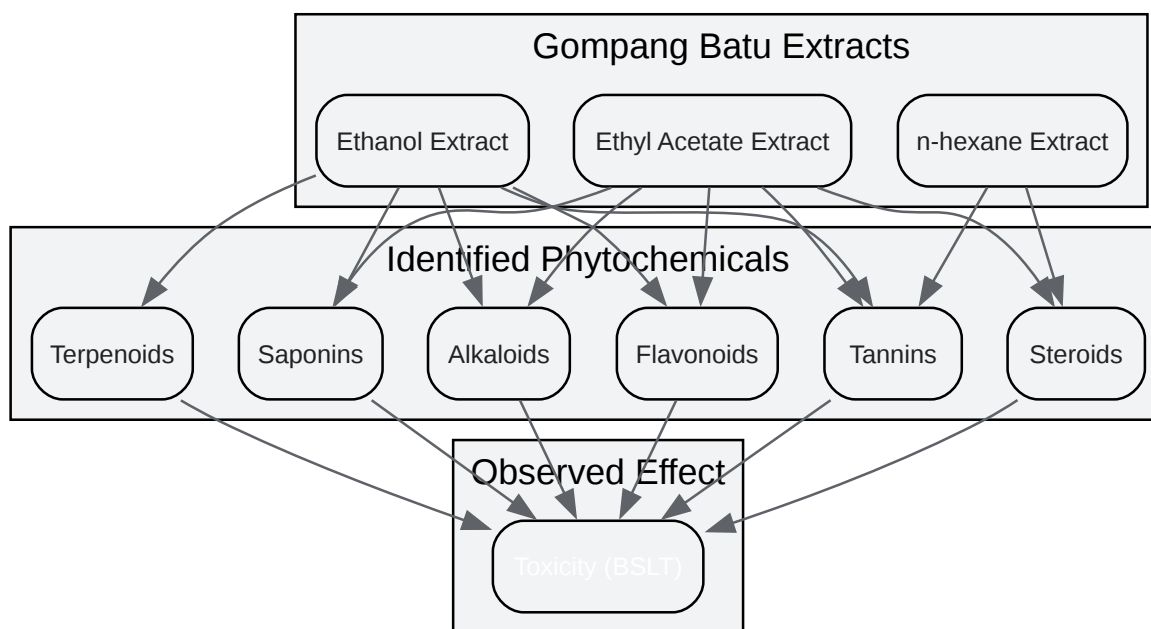 Gompang Batu Extracts
Ethanol Extract
Ethyl Acetate Extract
n-hexane Extract
Identified Phytochemicals
Terpenoids
Saponins
Alkaloids
Flavonoids
Tannins
Steroids
Observed Effect
Toxicity (BSLT)